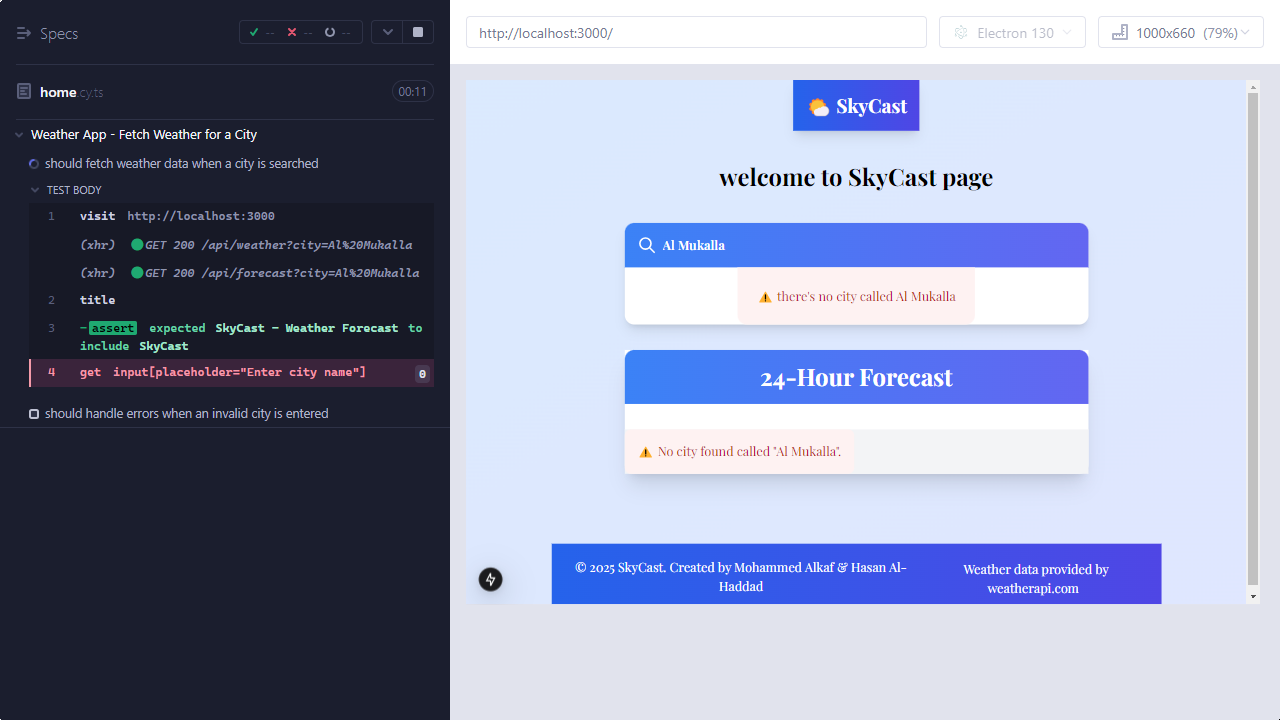 Specs
-- -- --
home.cy.ts
00:11
Weather App - Fetch Weather for a City
should fetch weather data when a city is searched
TEST BODY
1 visit http://localhost:3000
(xhr) GET 200 /api/weather?city=Al%20Mukalla
(xhr) GET 200 /api/forecast?city=Al%20Mukalla
2 title
3 -assert expected SkyCast - Weather Forecast to
include SkyCast
4 get input[placeholder="Enter city name"] 0
should handle errors when an invalid city is entered
http://localhost:3000/
Electron 130
1000x660 (79%)
SkyCast
welcome to SkyCast page
Al Mukalla
there's no city called Al Mukalla
24-Hour Forecast
No city found called "Al Mukalla".
© 2025 SkyCast. Created by Mohammed Alkaf & Hasan Al-
Haddad
Weather data provided by
weatherapi.com